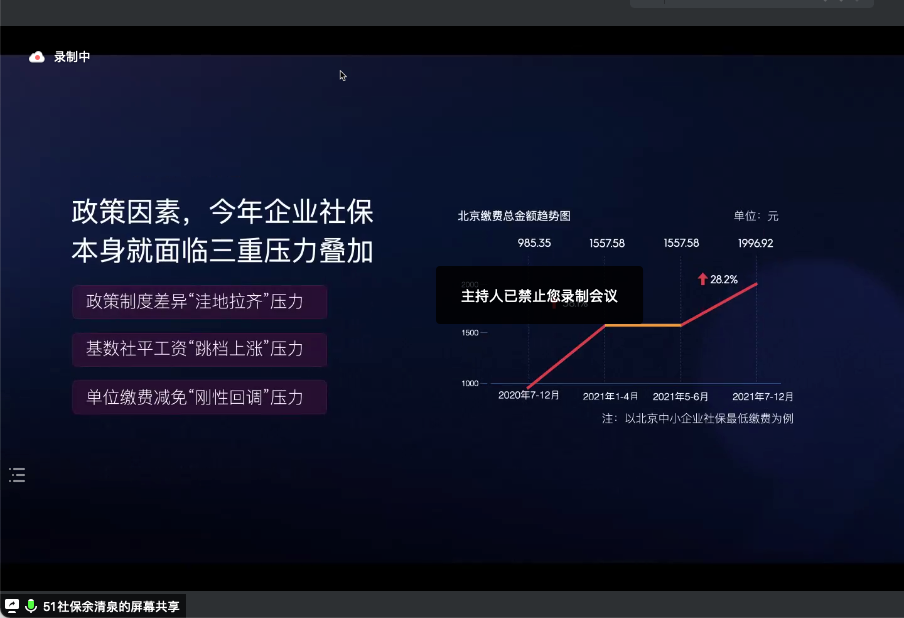 录制中
政策因素，今年企业社保
本身就面临三重压力叠加
政策制度差异“洼地拉齐”压力
基数社平工资“跳档上涨”压力
单位缴费减免“刚性回调”压力
北京缴费总金额趋势图
单位：元
985.35 1557.58 1557.58 1996.92
28.2%
2000
主持人已禁止您录制会议
1500
1000
2020年7-12月 2021年1-4月 2021年5-6月 2021年7-12月
注：以北京中小企业社保最低缴费为例
51社保余清泉的屏幕共享